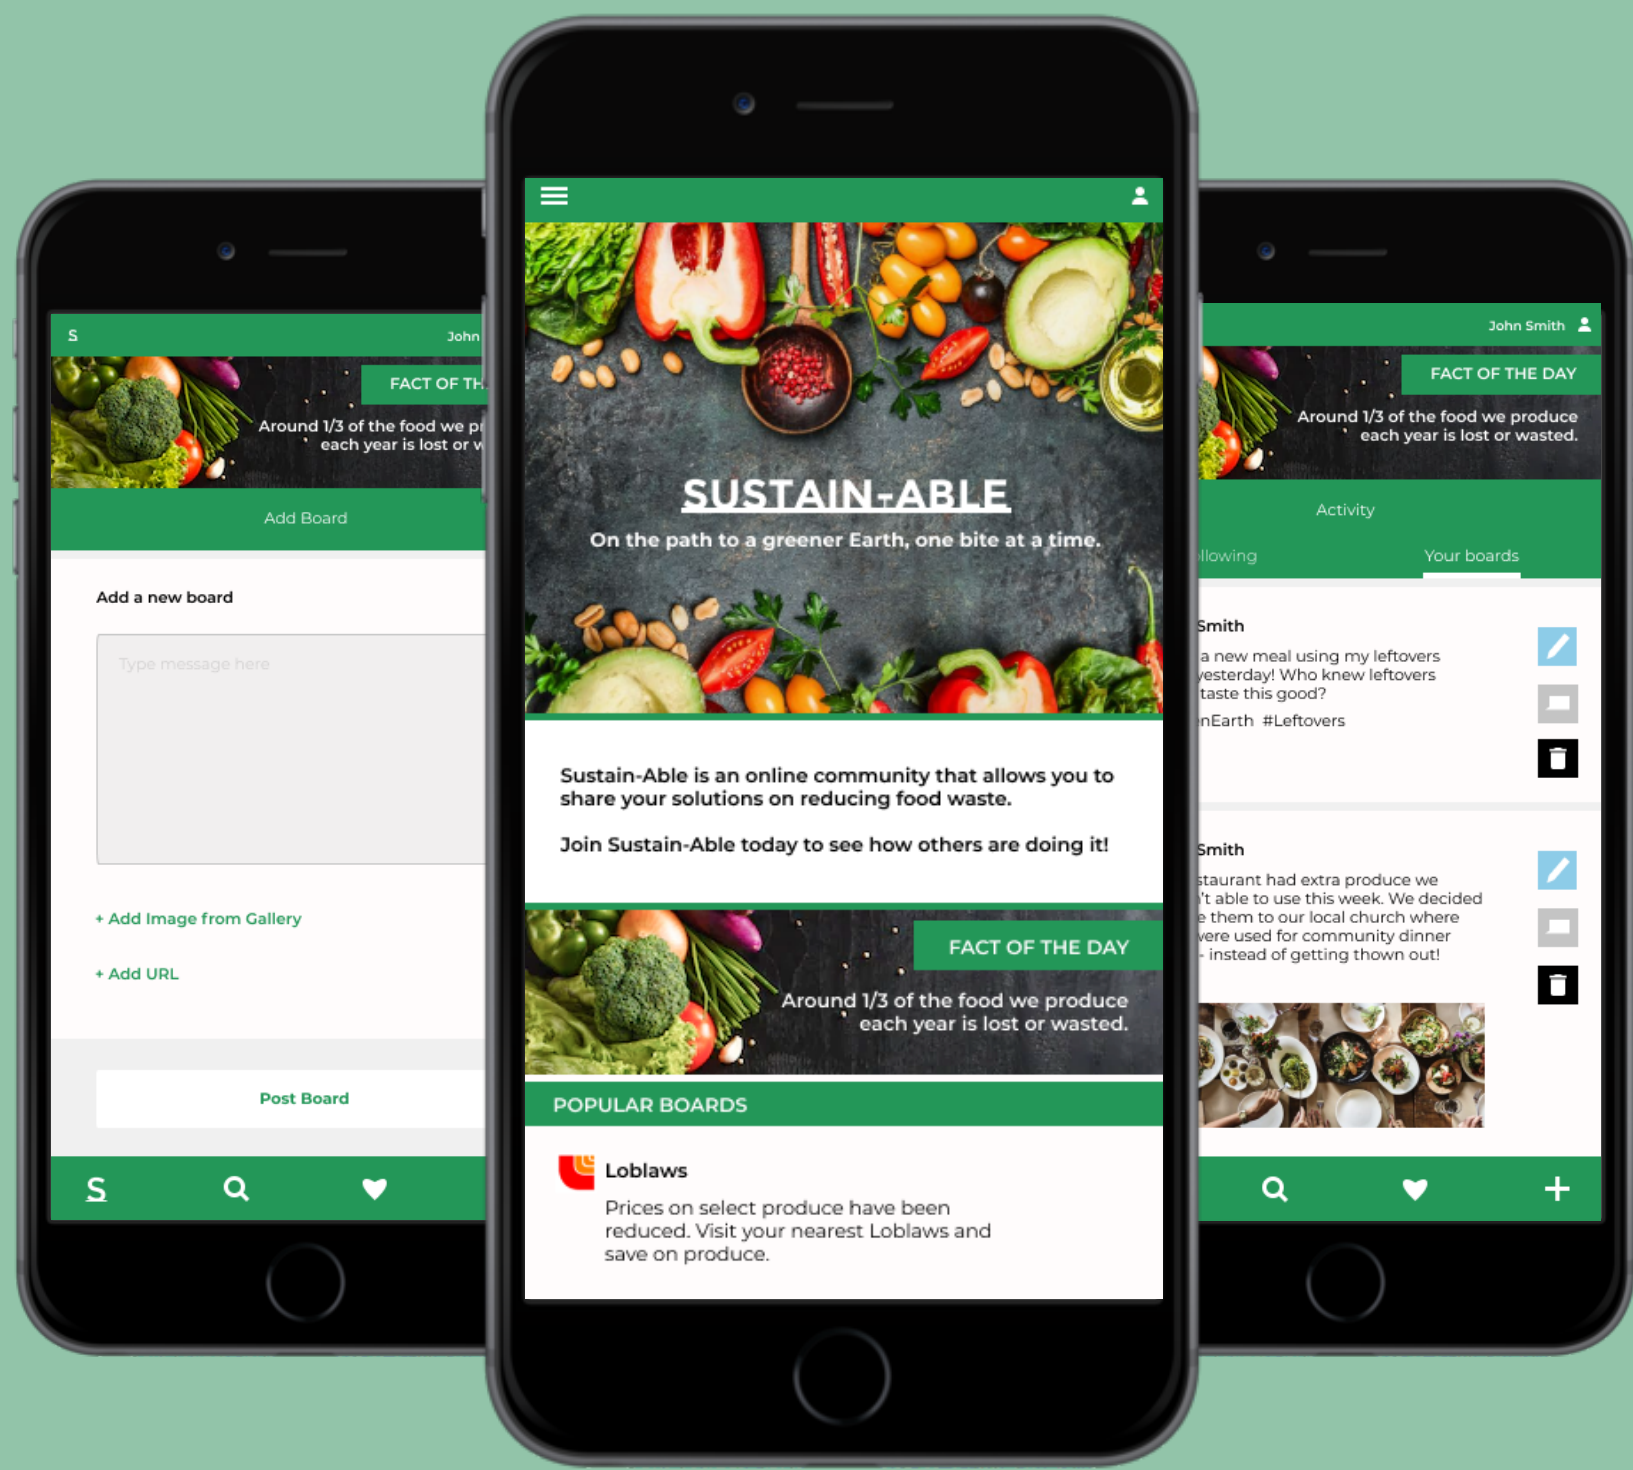 S
John
FACT OF TH
Around 1/3 of the food we pr
each year is lost or w
Add Board
Add a new board
Type message here
+ Add Image from Gallery
+ Add URL
Post Board
S
SUSTAIN-ABLE
On the path to a greener Earth, one bite at a time.
Sustain-Able is an online community that allows you to
share your solutions on reducing food waste.
Join Sustain-Able today to see how others are doing it!
FACT OF THE DAY
Around 1/3 of the food we produce
each year is lost or wasted.
POPULAR BOARDS
Loblaws
Prices on select produce have been
reduced. Visit your nearest Loblaws and
save on produce.
John Smith
FACT OF THE DAY
Around 1/3 of the food we produce
each year is lost or wasted.
Activity
llowing
Your boards
Smith
a new meal using my leftovers
yesterday! Who knew leftovers
taste this good?
nEarth #Leftovers
Smith
staurant had extra produce we
't able to use this week. We decided
e them to our local church where
were used for community dinner
- instead of getting thown out!